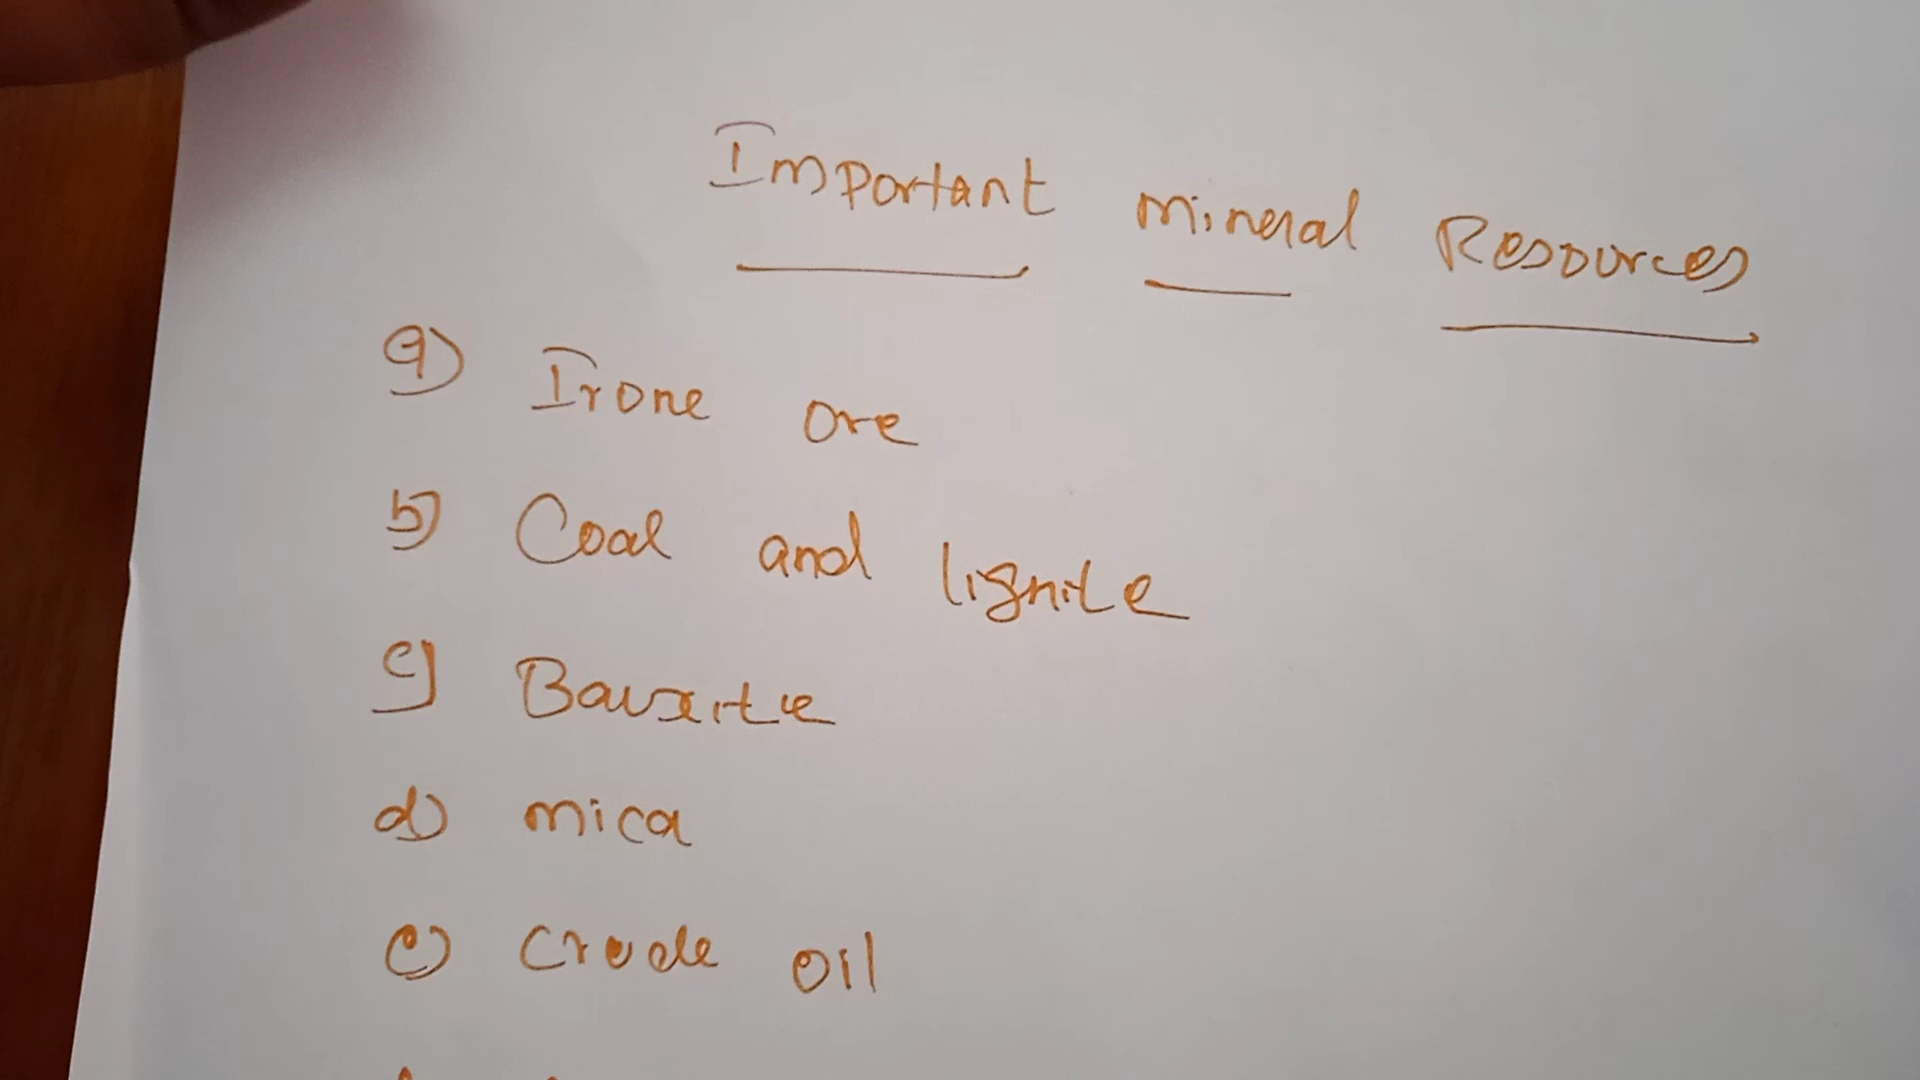 Important mineral Resources
a) Irone ore
b) Coal and lignite
c) Bauxite
d) mica
e) Crude oil